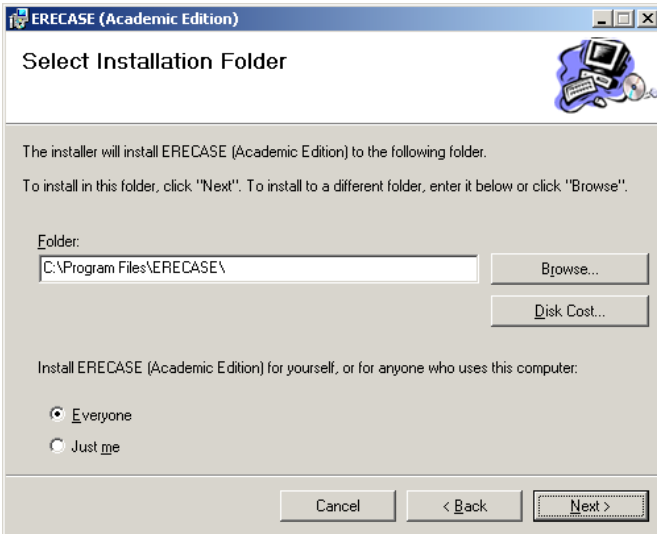 ERECASE (Academic Edition)
Select Installation Folder
The installer will install ERECASE (Academic Edition) to the following folder.
To install in this folder, click "Next". To install to a different folder, enter it below or click "Browse".
Folder:
C:\Program Files\ERECASE\
Browse...
Disk Cost...
Install ERECASE (Academic Edition) for yourself, or for anyone who uses this computer:
Everyone
Just me
Cancel
< Back
Next >